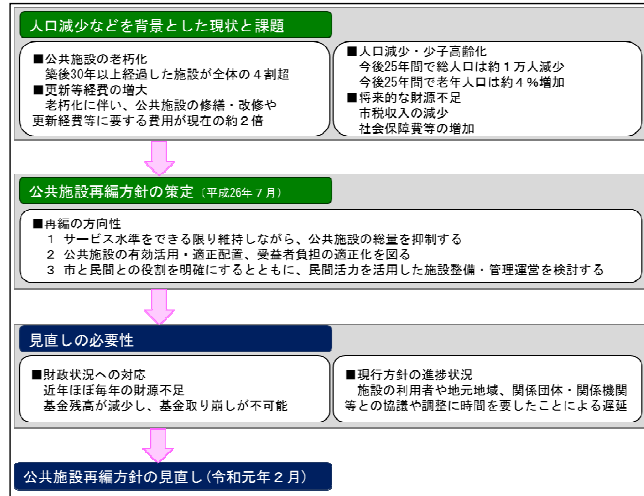 人口減少などを背景とした現状と課題
■公共施設の老朽化
築後30年以上経過した施設が全体の４割超
■更新等経費の増大
老朽化に伴い、公共施設の修繕・改修や
更新経費等に要する費用が現在の約２倍
■人口減少・少子高齢化
今後25年間で総人口は約１万人減少
今後25年間で老年人口は約４％増加
■将来的な財源不足
市税収入の減少
社会保障費等の増加
公共施設再編方針の策定（平成26年７月）
■再編の方向性
１ サービス水準をできる限り維持しながら、公共施設の総量を抑制する
２ 公共施設の有効活用・適正配置、受益者負担の適正化を図る
３ 市と民間との役割を明確にするとともに、民間活力を活用した施設整備・管理運営を検討する
見直しの必要性
■財政状況への対応
近年ほぼ毎年の財源不足
基金残高が減少し、基金取り崩しが不可能
■現行方針の進捗状況
施設の利用者や地元地域、関係団体・関係機関
等との協議や調整に時間を要したことによる遅延
公共施設再編方針の見直し（令和元年２月）